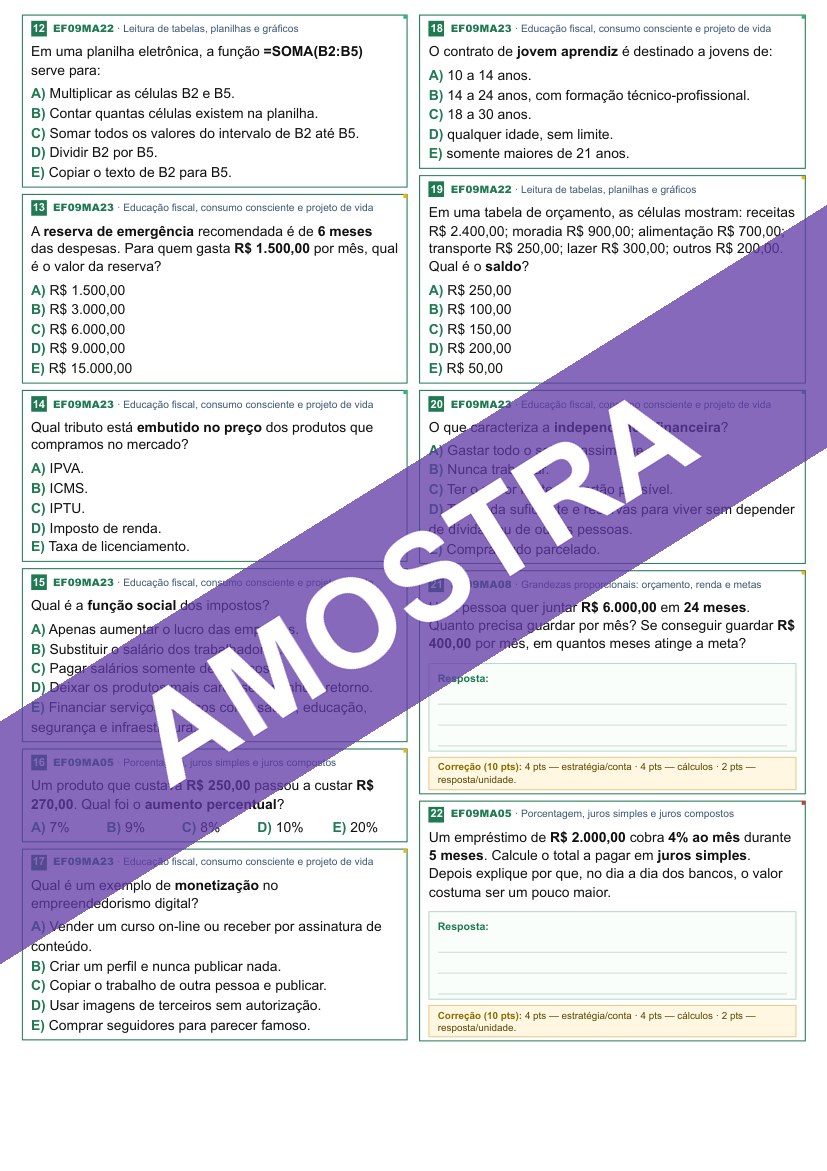 12 EF09MA22 · Leitura de tabelas, planilhas e gráficos
Em uma planilha eletrônica, a função =SOMA(B2:B5)
serve para:
A) Multiplicar as células B2 e B5.
B) Contar quantas células existem na planilha.
C) Somar todos os valores do intervalo de B2 até B5.
D) Dividir B2 por B5.
E) Copiar o texto de B2 para B5.
13 EF09MA23 · Educação fiscal, consumo consciente e projeto de vida
A reserva de emergência recomendada é de 6 meses
das despesas. Para quem gasta R$ 1.500,00 por mês, qual
é o valor da reserva?
A) R$ 1.500,00
B) R$ 3.000,00
C) R$ 6.000,00
D) R$ 9.000,00
E) R$ 15.000,00
14 EF09MA23 · Educação fiscal, consumo consciente e projeto de vida
Qual tributo está embutido no preço dos produtos que
compramos no mercado?
A) IPVA.
B) ICMS.
C) IPTU.
D) Imposto de renda.
E) Taxa de licenciamento.
15 EF09MA23 · Educação fiscal, consumo consciente e projeto de vida
Qual é a função social dos impostos?
A) Apenas aumentar o lucro das
B) Substituir o salário dos
C) Pagar salários somente de
D) Deixar os produtos mais retorno.
E) Financiar educação,
segurança e
16 EF09MA05 · Porcentagem, juros simples e juros compostos
Um produto que custava R$ 250,00 passou a custar R$
270,00. Qual foi o aumento percentual?
A) 7% B) 9% C) 8% D) 10% E) 20%
17 EF09MA23 · Educação fiscal, consumo consciente e projeto de vida
Qual é um exemplo de monetização no
empreendedorismo digital?
A) Vender um curso on-line ou receber por assinatura de
conteúdo.
B) Criar um perfil e nunca publicar nada.
C) Copiar o trabalho de outra pessoa e publicar.
D) Usar imagens de terceiros sem autorização.
E) Comprar seguidores para parecer famoso.
18 EF09MA23 · Educação fiscal, consumo consciente e projeto de vida
O contrato de jovem aprendiz é destinado a jovens de:
A) 10 a 14 anos.
B) 14 a 24 anos, com formação técnico-profissional.
C) 18 a 30 anos.
D) qualquer idade, sem limite.
E) somente maiores de 21 anos.
19 EF09MA22 · Leitura de tabelas, planilhas e gráficos
Em uma tabela de orçamento, as células mostram: receitas
R$ 2.400,00; moradia R$ 900,00; alimentação R$ 700,00;
transporte R$ 250,00; lazer R$ 300,00; outros R$ 200,00.
Qual é o saldo?
A) R$ 250,00
B) R$ 100,00
C) R$ 150,00
D) R$ 200,00
E) R$ 50,00
20 EF09MA23 · Educação fiscal, consumo consciente e projeto de vida
O que caracteriza a independência financeira?
A) Gastar todo o
B) Nunca trabalhar.
C) Ter o possível.
D) e reservas para viver sem depender
de de outras pessoas.
E) Comprar tudo parcelado.
21 EF09MA08 · Grandezas proporcionais: orçamento, renda e metas
Uma pessoa quer juntar R$ 6.000,00 em 24 meses.
Quanto precisa guardar por mês? Se conseguir guardar R$
400,00 por mês, em quantos meses atinge a meta?
Resposta:
Correção (10 pts): 4 pts — estratégia/conta · 4 pts — cálculos · 2 pts —
resposta/unidade.
22 EF09MA05 · Porcentagem, juros simples e juros compostos
Um empréstimo de R$ 2.000,00 cobra 4% ao mês durante
5 meses. Calcule o total a pagar em juros simples.
Depois explique por que, no dia a dia dos bancos, o valor
costuma ser um pouco maior.
Resposta:
Correção (10 pts): 4 pts — estratégia/conta · 4 pts — cálculos · 2 pts —
resposta/unidade.
AMOSTRA